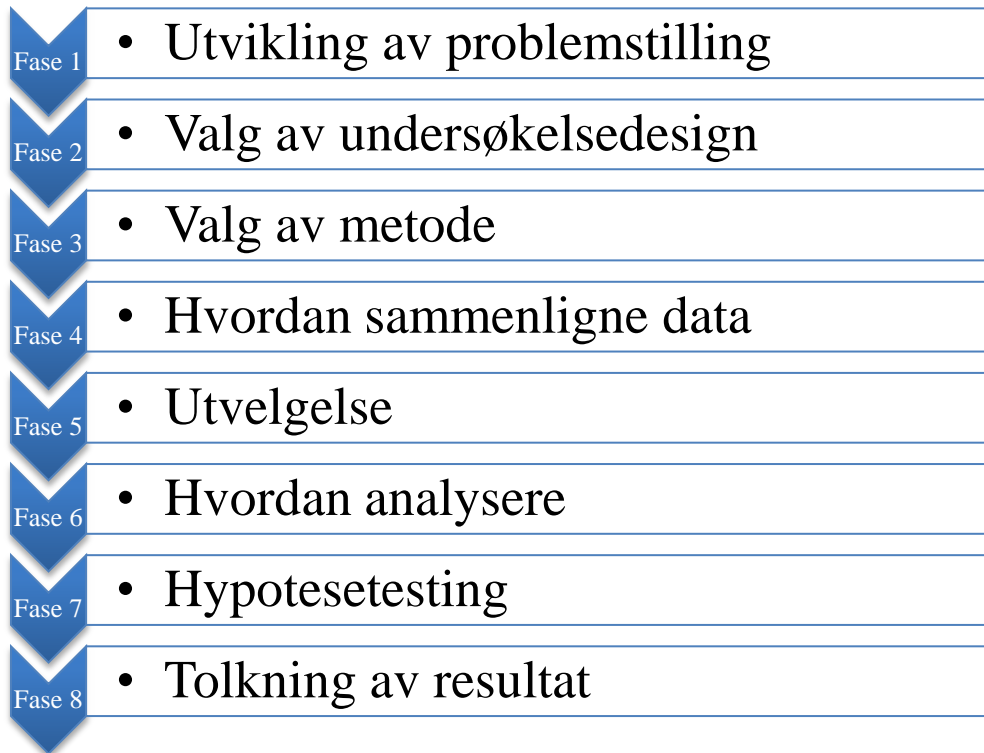 Fase 1 • Utvikling av problemstilling
Fase 2 • Valg av undersøkelsedesign
Fase 3 • Valg av metode
Fase 4 • Hvordan sammenligne data
Fase 5 • Utvelgelse
Fase 6 • Hvordan analysere
Fase 7 • Hypotesetesting
Fase 8 • Tolkning av resultat